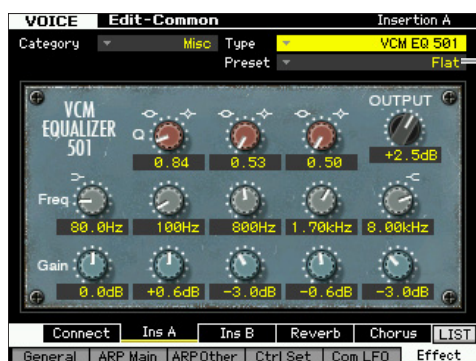 VOICE Edit-Common Insertion A
Category Misc Type VCM EQ 501
Preset Flat
VCM EQUALIZER 501
OUTPUT
Q
0.84 0.53 0.50 +2.5dB
Freq
80.0Hz 100Hz 800Hz 1.70kHz 8.00kHz
Gain
0.0dB +0.6dB -3.0dB -0.6dB -3.0dB
Connect Ins A Ins B Reverb Chorus LIST
General ARP Main ARP Other Ctrl Set Com LFO Effect